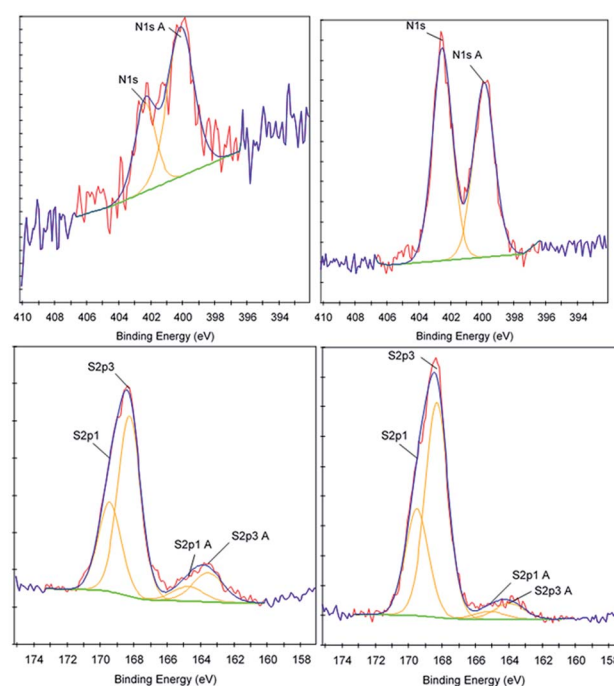 N1s A
N1s
410 408 406 404 402 400 398 396 394
Binding Energy (eV)
N1s
N1s A
410 408 406 404 402 400 398 396 394
Binding Energy (eV)
S2p3
S2p1
S2p1 A
S2p3 A
174 172 170 168 166 164 162 160 158
Binding Energy (eV)
S2p3
S2p1
S2p1 A
S2p3 A
174 172 170 168 166 164 162 160 158
Binding Energy (eV)